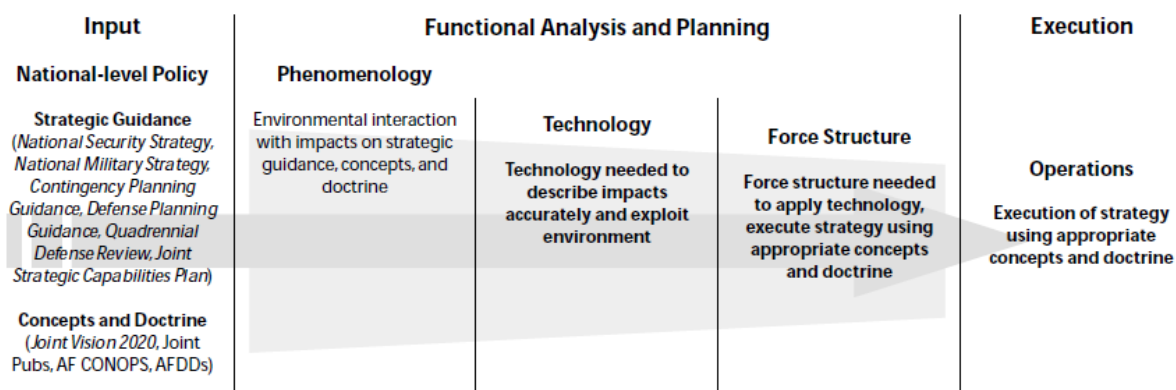 Input
National-level Policy
Strategic Guidance
(National Security Strategy,
National Military Strategy,
Contingency Planning
Guidance, Defense Planning
Guidance, Quadrennial
Defense Review, Joint
Strategic Capabilities Plan)
Concepts and Doctrine
(Joint Vision 2020, Joint
Pubs, AF CONOPS, AFDDs)
Functional Analysis and Planning
Phenomenology
Environmental interaction
with impacts on strategic
guidance, concepts, and
doctrine
Technology
Technology needed to
describe impacts
accurately and exploit
environment
Force Structure
Force structure needed
to apply technology,
execute strategy using
appropriate concepts
and doctrine
Execution
Operations
Execution of strategy
using appropriate
concepts and doctrine